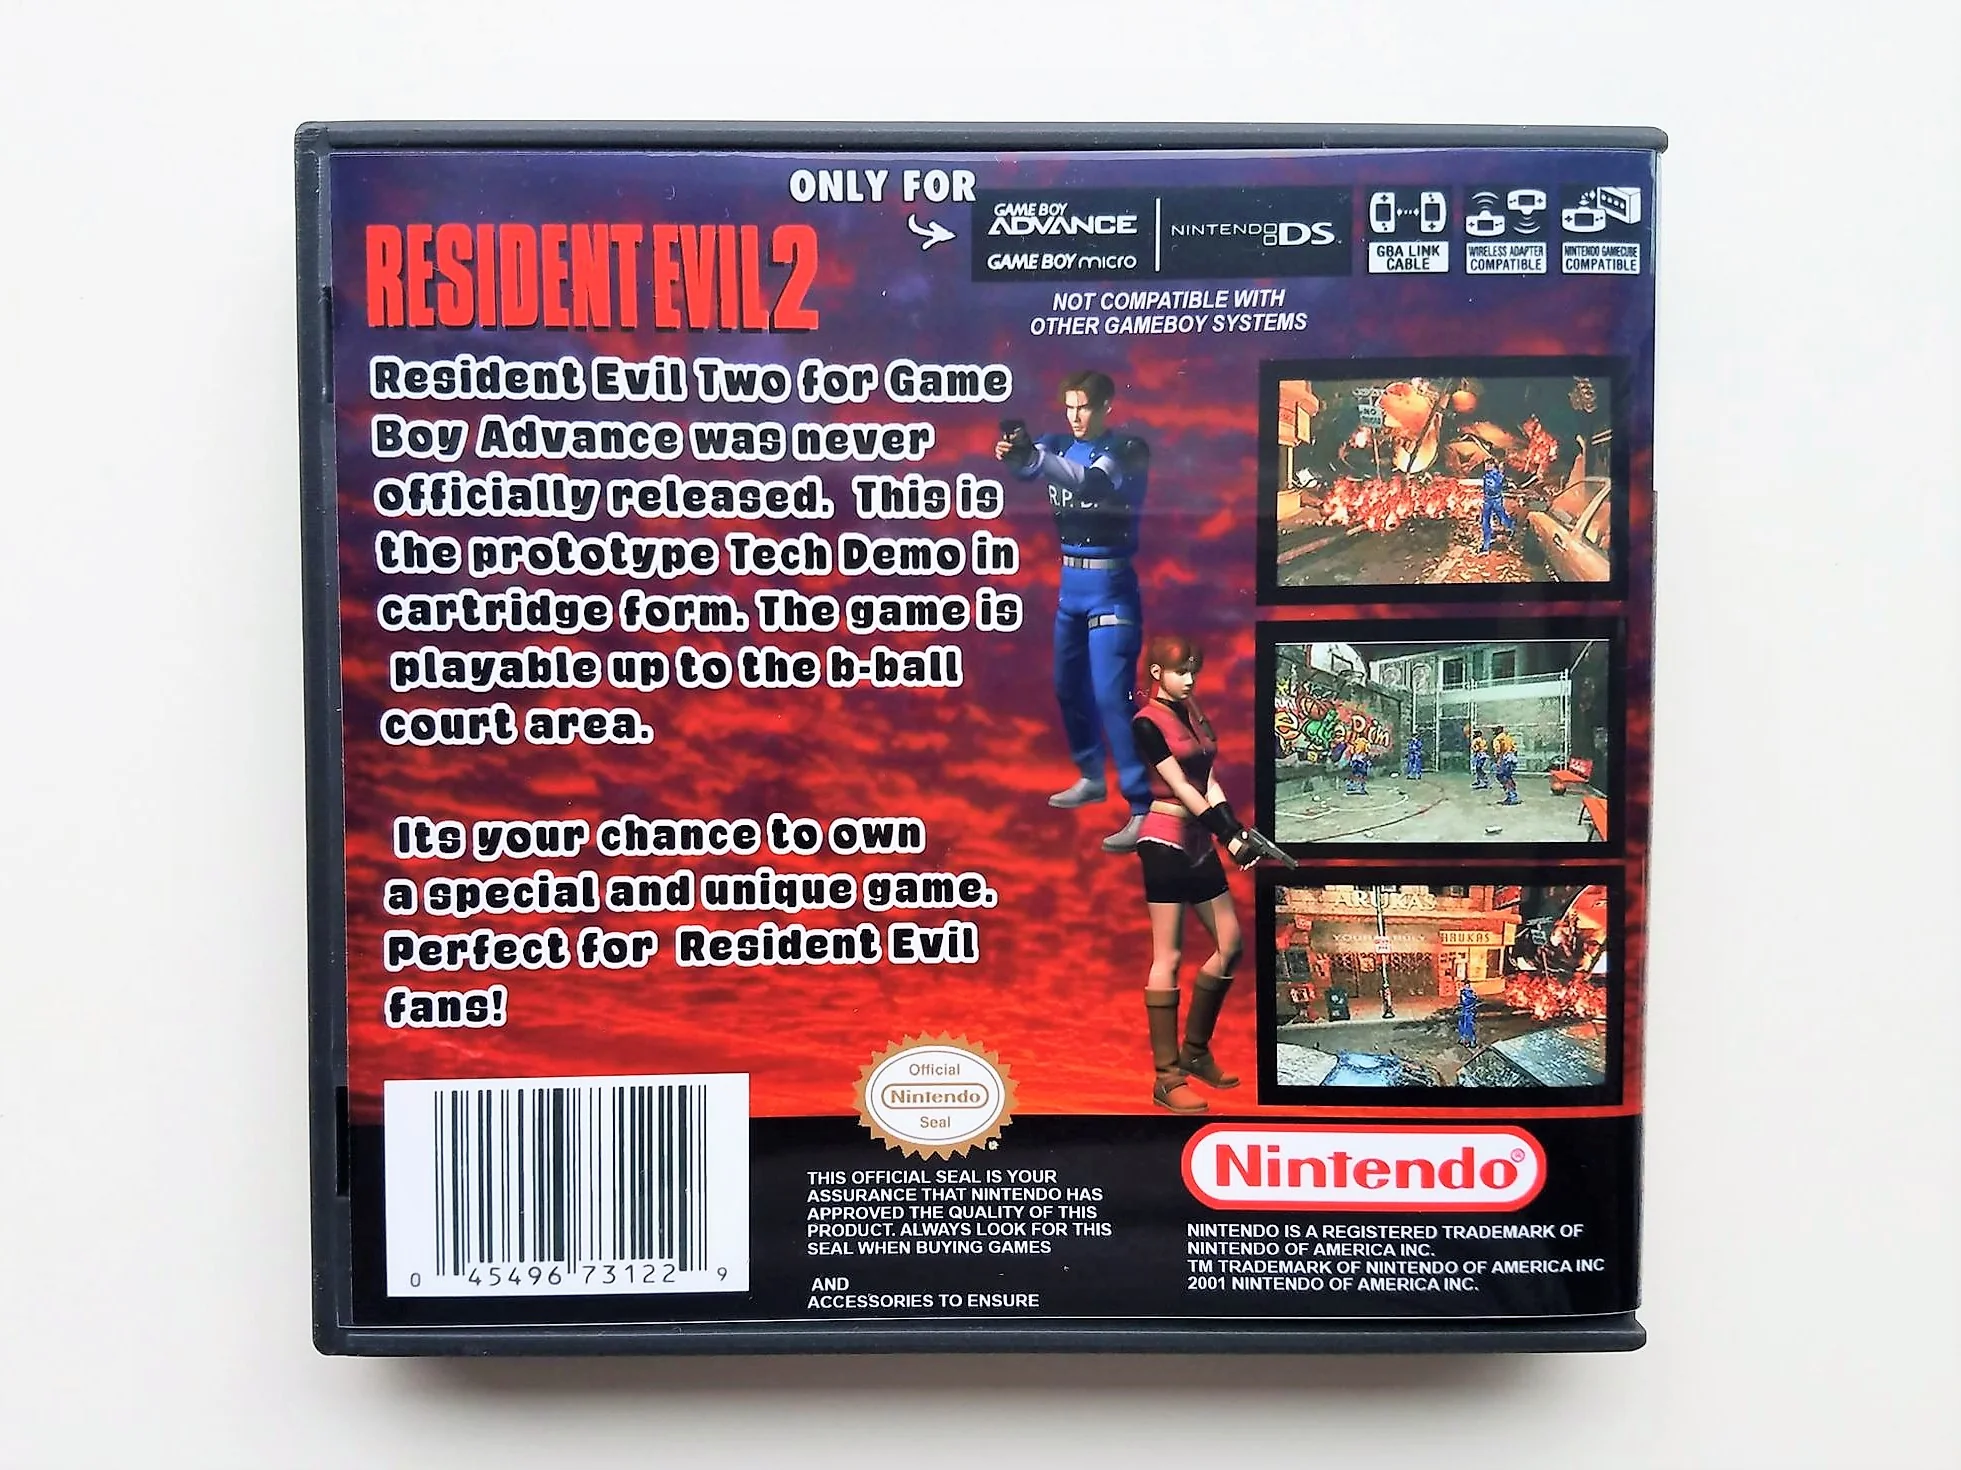 ONLY FOR
GAME BOY
ADVANCE
GAME BOY micro
NINTENDO DS
GBA LINK
CABLE
WIRELESS ADAPTER
COMPATIBLE
NINTENDO GAMECUBE
COMPATIBLE
NOT COMPATIBLE WITH
OTHER GAMEBOY SYSTEMS
RESIDENT EVIL 2
Resident Evil Two for Game
Boy Advance was never
officially released. This is
the prototype Tech Demo in
cartridge form. The game is
playable up to the b-ball
court area.
Its your chance to own
a special and unique game.
Perfect for Resident Evil
fans!
R.P.D.
NO
ARUKAS
ARUKAS
0 45496 73122 9
Official
Nintendo
Seal
THIS OFFICIAL SEAL IS YOUR
ASSURANCE THAT NINTENDO HAS
APPROVED THE QUALITY OF THIS
PRODUCT. ALWAYS LOOK FOR THIS
SEAL WHEN BUYING GAMES
AND
ACCESSORIES TO ENSURE
Nintendo®
NINTENDO IS A REGISTERED TRADEMARK OF
NINTENDO OF AMERICA INC.
TM TRADEMARK OF NINTENDO OF AMERICA INC
2001 NINTENDO OF AMERICA INC.